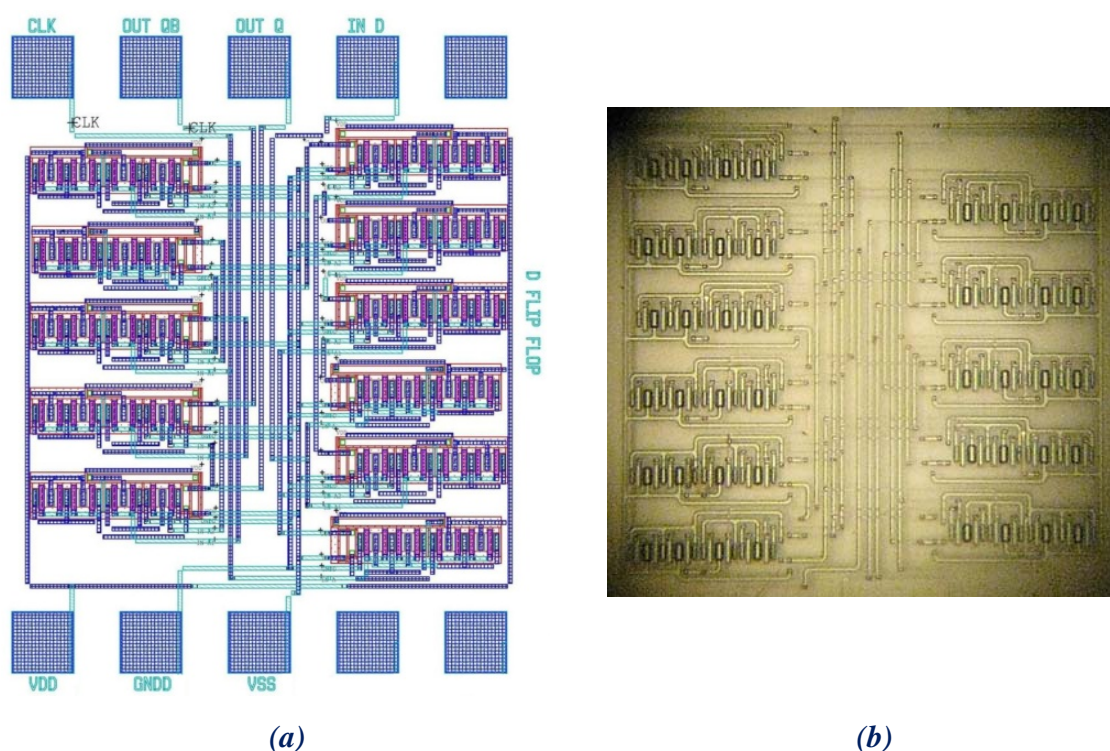 CLK
OUT QB
OUT Q
IN D
CLK
CLK
D FLIP FLOP
VDD
GNDD
VSS
(a)
(b)